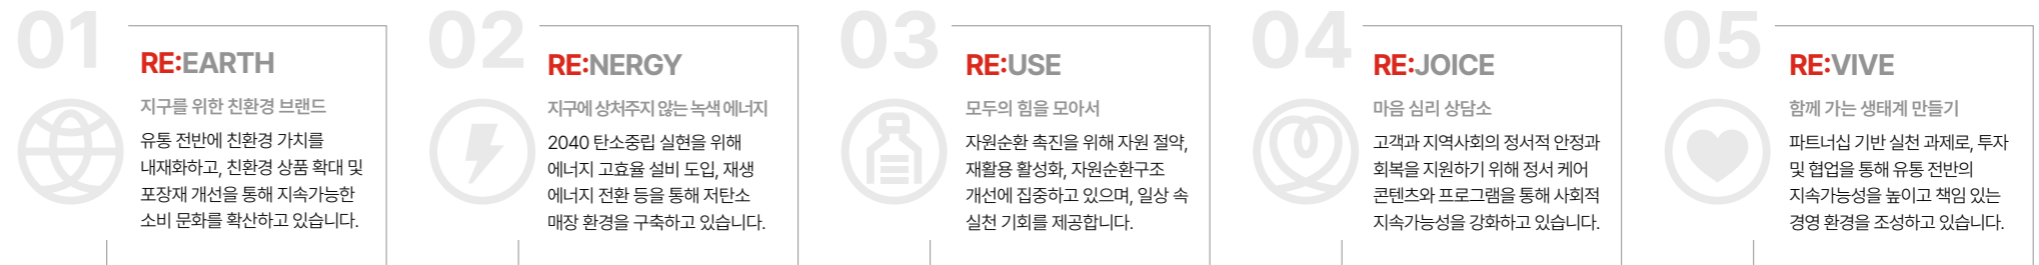 01
RE:EARTH
지구를 위한 친환경 브랜드
유통 전반에 친환경 가치를
내재화하고, 친환경 상품 확대 및
포장재 개선을 통해 지속가능한
소비 문화를 확산하고 있습니다.
02
RE:NERGY
지구에 상처주지 않는 녹색 에너지
2040 탄소중립 실현을 위해
에너지 고효율 설비 도입, 재생
에너지 전환 등을 통해 저탄소
매장 환경을 구축하고 있습니다.
03
RE:USE
모두의 힘을 모아서
자원순환 촉진을 위해 자원 절약,
재활용 활성화, 자원순환구조
개선에 집중하고 있으며, 일상 속
실천 기회를 제공합니다.
04
RE:JOICE
마음 심리 상담소
고객과 지역사회의 정서적 안정과
회복을 지원하기 위해 정서 케어
콘텐츠와 프로그램을 통해 사회적
지속가능성을 강화하고 있습니다.
05
RE:VIVE
함께 가는 생태계 만들기
파트너십 기반 실천 과제로, 투자
및 협업을 통해 유통 전반의
지속가능성을 높이고 책임 있는
경영 환경을 조성하고 있습니다.